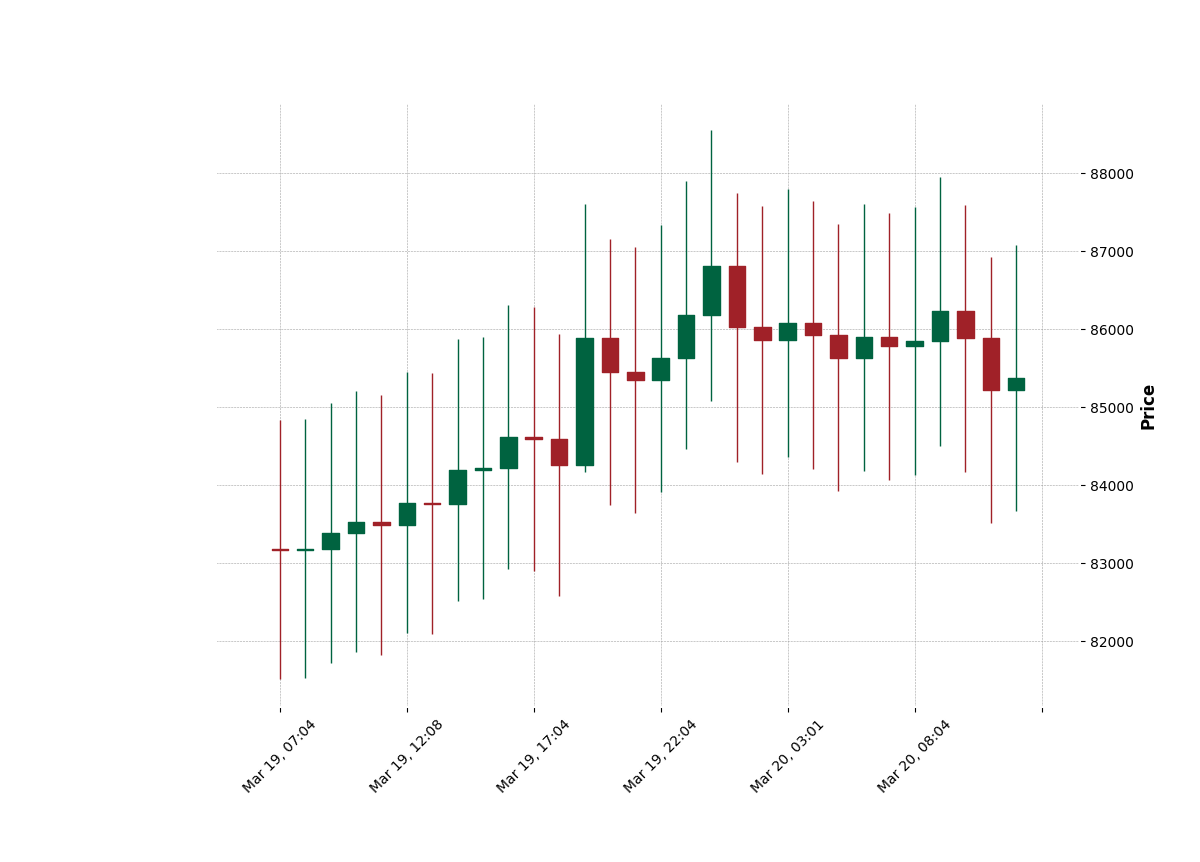 88000
87000
86000
85000
84000
83000
82000
Price
Mar 19, 07:04
Mar 19, 12:08
Mar 19, 17:04
Mar 19, 22:04
Mar 20, 03:01
Mar 20, 08:04